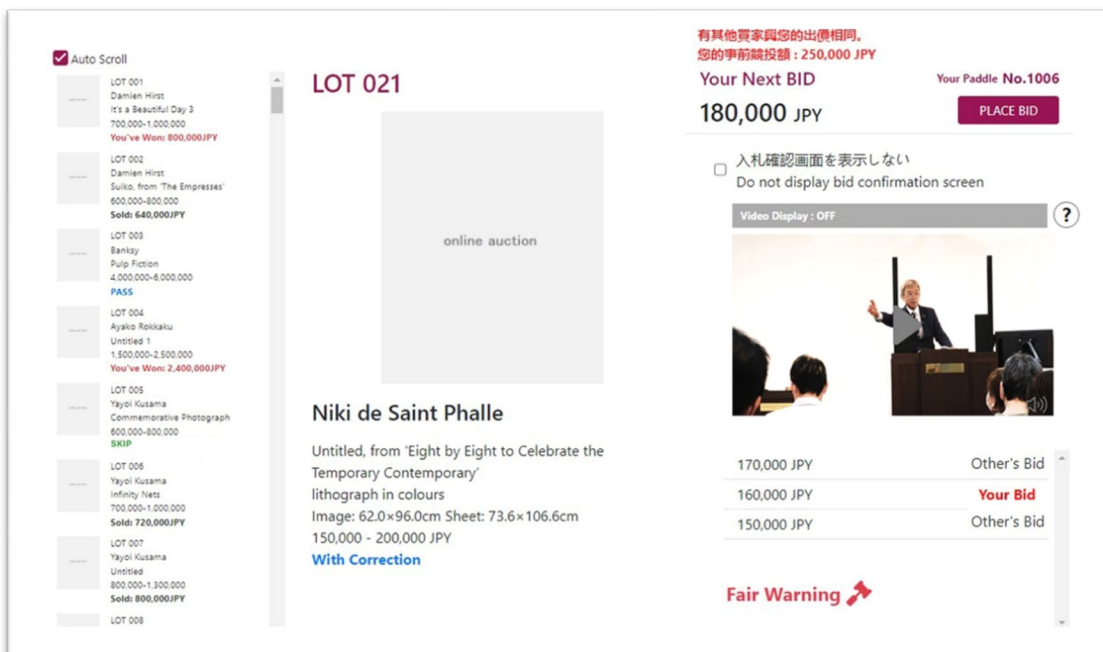 Auto Scroll
LOT 001
Damien Hirst
It's a Beautiful Day 3
700,000-1,000,000
You've Won: 800,000JPY
LOT 002
Damien Hirst
Suiko, from 'The Empresses'
600,000-800,000
Sold: 640,000JPY
LOT 003
Banksy
Pulp Fiction
4,000,000-6,000,000
PASS
LOT 004
Ayako Rokkaku
Untitled 1
1,500,000-2,500,000
You've Won: 2,400,000JPY
LOT 005
Yayoi Kusama
Commemorative Photograph
600,000-800,000
SKIP
LOT 006
Yayoi Kusama
Infinity Nets
700,000-1,000,000
Sold: 720,000JPY
LOT 007
Yayoi Kusama
Untitled
800,000-1,300,000
Sold: 800,000JPY
LOT 008
LOT 021
online auction
Niki de Saint Phalle
Untitled, from 'Eight by Eight to Celebrate the
Temporary Contemporary'
lithograph in colours
Image: 62.0×96.0cm Sheet: 73.6×106.6cm
150,000 - 200,000 JPY
With Correction
有其他買家與您的出價相同。
您的事前競投額 : 250,000 JPY
Your Next BID
Your Paddle No.1006
180,000 JPY
PLACE BID
入札確認画面を表示しない
Do not display bid confirmation screen
Video Display : OFF
?
170,000 JPY Other's Bid
160,000 JPY Your Bid
150,000 JPY Other's Bid
Fair Warning